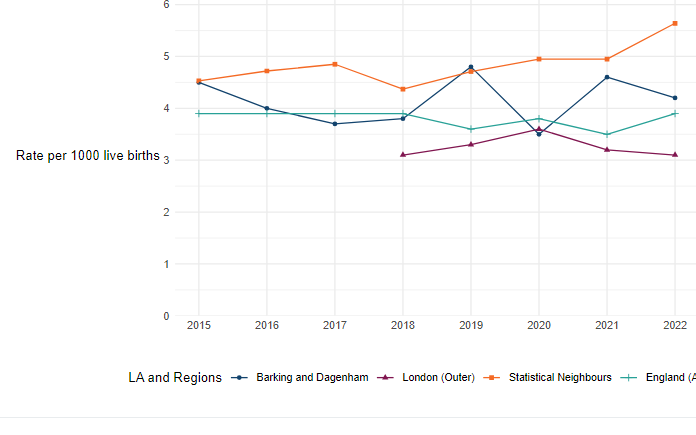 6
5
4
Rate per 1000 live births
3
2
1
0
2015 2016 2017 2018 2019 2020 2021 2022
LA and Regions Barking and Dagenham London (Outer) Statistical Neighbours England (A